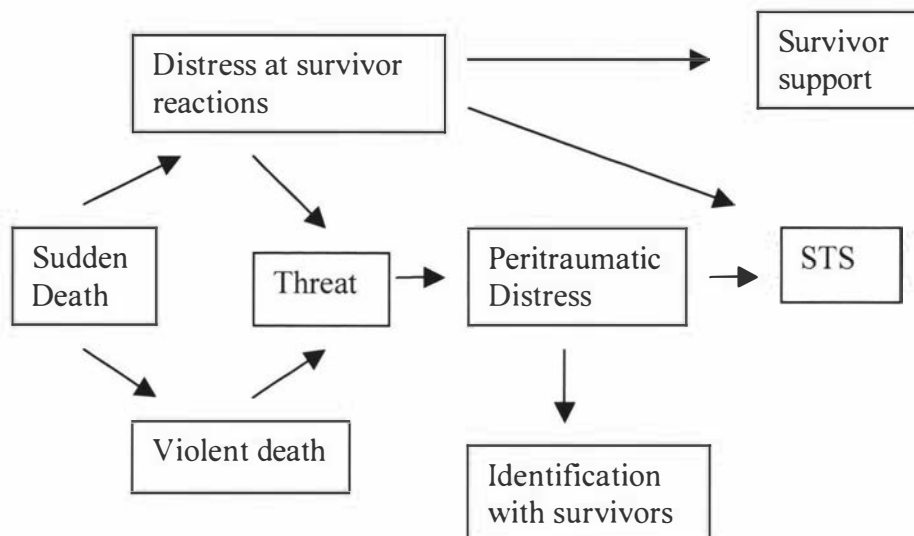 Distress at survivor
reactions
Survivor
support
Sudden
Death
Threat
Peritraumatic
Distress
STS
Violent death
Identification
with survivors